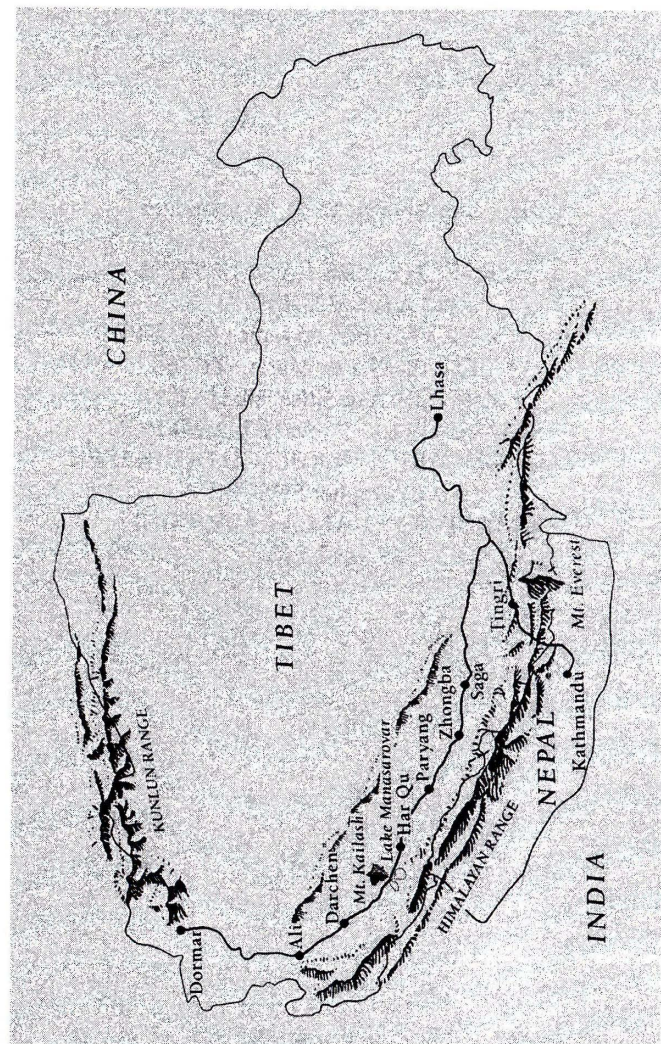 CHINA
KUNLUN RANGE
TIBET
Dormar
Ali
Darchen
Mt. Kailash
Lake Manasarovar
Har Qu
Paryang
Zhongba
Saga
Lhasa
Tingri
HIMALAYAN RANGE
NEPAL
Mt. Everest
Kathmandu
INDIA